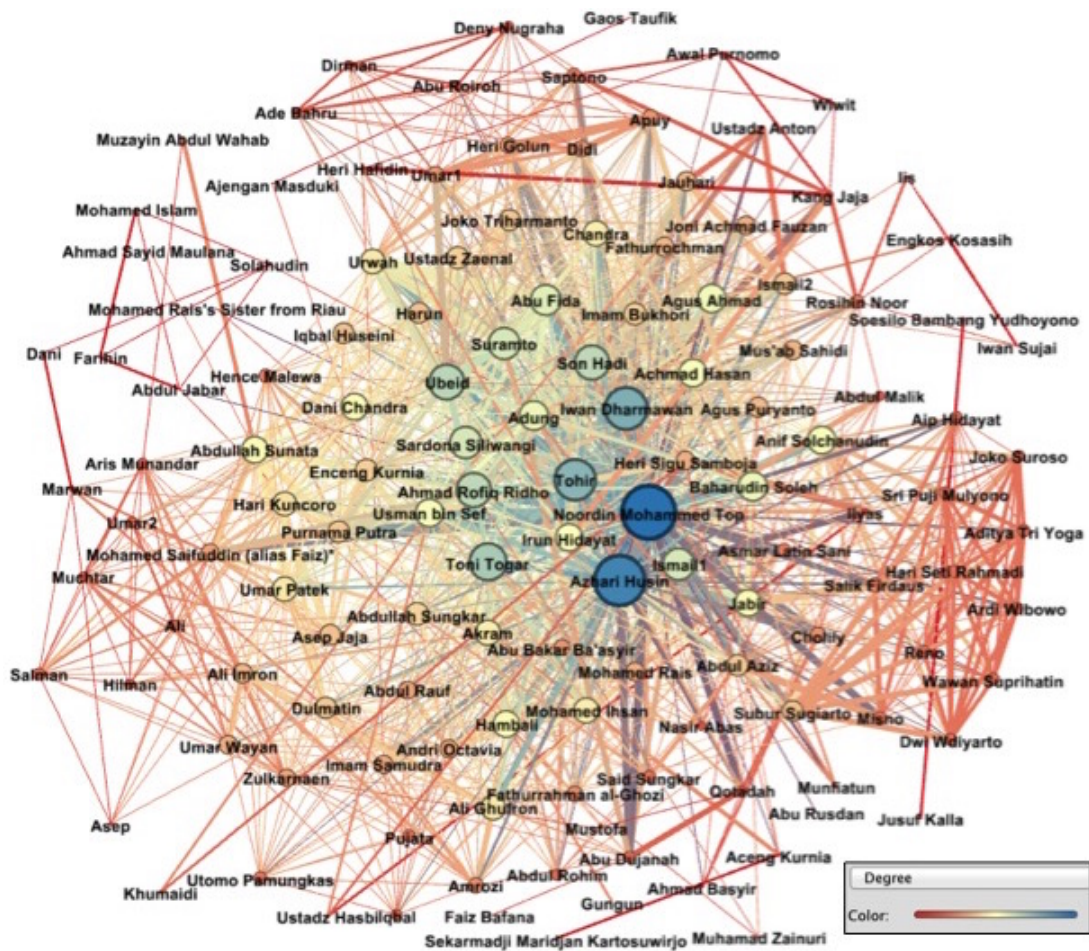 Gaos Taufik
Deny Nugraha
Awal Purnomo
Dirman
Saptono
Abu Roiroh
Wiwit
Ade Bahru
Apuy
Ustadz Anton
Muzayin Abdul Wahab
Heri Golun
Didi
Heri Hafidin
Umar1
Jauhari
Iis
Ajengan Masduki
Kang Jaja
Mohamed Islam
Joko Triharmanto
Chandra
Joni Achmad Fauzan
Engkos Kosasih
Ahmad Sayid Maulana
Fathurrochman
Ustadz Zaenal
Urwah
Solahudin
Ismail2
Abu Fida
Agus Ahmad
Rosihin Noor
Mohamed Rais's Sister from Riau
Harun
Imam Bukhori
Soesilo Bambang Yudhoyono
Iqbal Huseini
Suramto
Iwan Sujai
Dani
Farihin
Son Hadi
Mus'ab Sahidi
Hence Malewa
Achmad Hasan
Ubeid
Abdul Jabar
Abdul Malik
Dani Chandra
Iwan Dharmawan
Agus Puryanto
Adung
Aip Hidayat
Abdullah Sunata
Sardona Siliwangi
Anif Solchanudin
Aris Munandar
Heri Sigu Samboja
Joko Suroso
Enceng Kurnia
Tohir
Baharudin Soleh
Marwan
Ahmad Rofiq Ridho
Sri Puji Mulyono
Hari Kuncoro
Usman bin Sef
Noordin Mohammed Top
Ilyas
Umar2
Purnama Putra
Aditya Tri Yoga
Irun Hidayat
Mohamed Saifuddin (alias Faiz)*
Asmar Latin Sani
Toni Togar
Ismail1
Hari Seti Rahmadi
Muchtar
Azhari Husin
Salik Firdaus
Umar Patek
Jabir
Ardi Wibowo
Abdullah Sungkar
Ali
Asep Jaja
Akram
Chohly
Abu Bakar Ba'asyir
Reno
Salman
Ali Imron
Mohamed Rais
Abdul Aziz
Hilman
Abdul Rauf
Wawan Suprihatin
Dulmatin
Mohamed Ihsan
Subur Sugiarto
Misno
Hambali
Nasir Abas
Umar Wayan
Andri Octavia
Dwi Wdiyarto
Imam Samudra
Zulkarnaen
Said Sungkar
Fathurrahman al-Ghozi
Qotadah
Munfiatun
Ali Ghufron
Abu Rusdan
Jusuf Kalla
Asep
Mustofa
Pujata
Abu Dujanah
Aceng Kurnia
Abdul Rohim
Degree
Khumaidi
Utomo Pamungkas
Amrozi
Ahmad Basyir
Gungun
Color:
Ustadz Hasbi
Iqbal
Faiz Bafana
Sekarmadji Maridjan Kartosuwirjo
Muhamad Zainuri